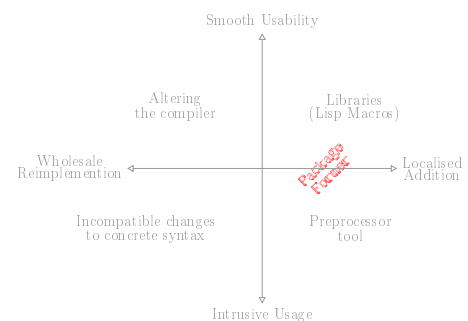 Smooth Usability
Altering
the compiler
Libraries
(Lisp Macros)
Wholesale
Reimplemention
Package
Former
Localised
Addition
Incompatible changes
to concrete syntax
Preprocessor
tool
Intrusive Usage